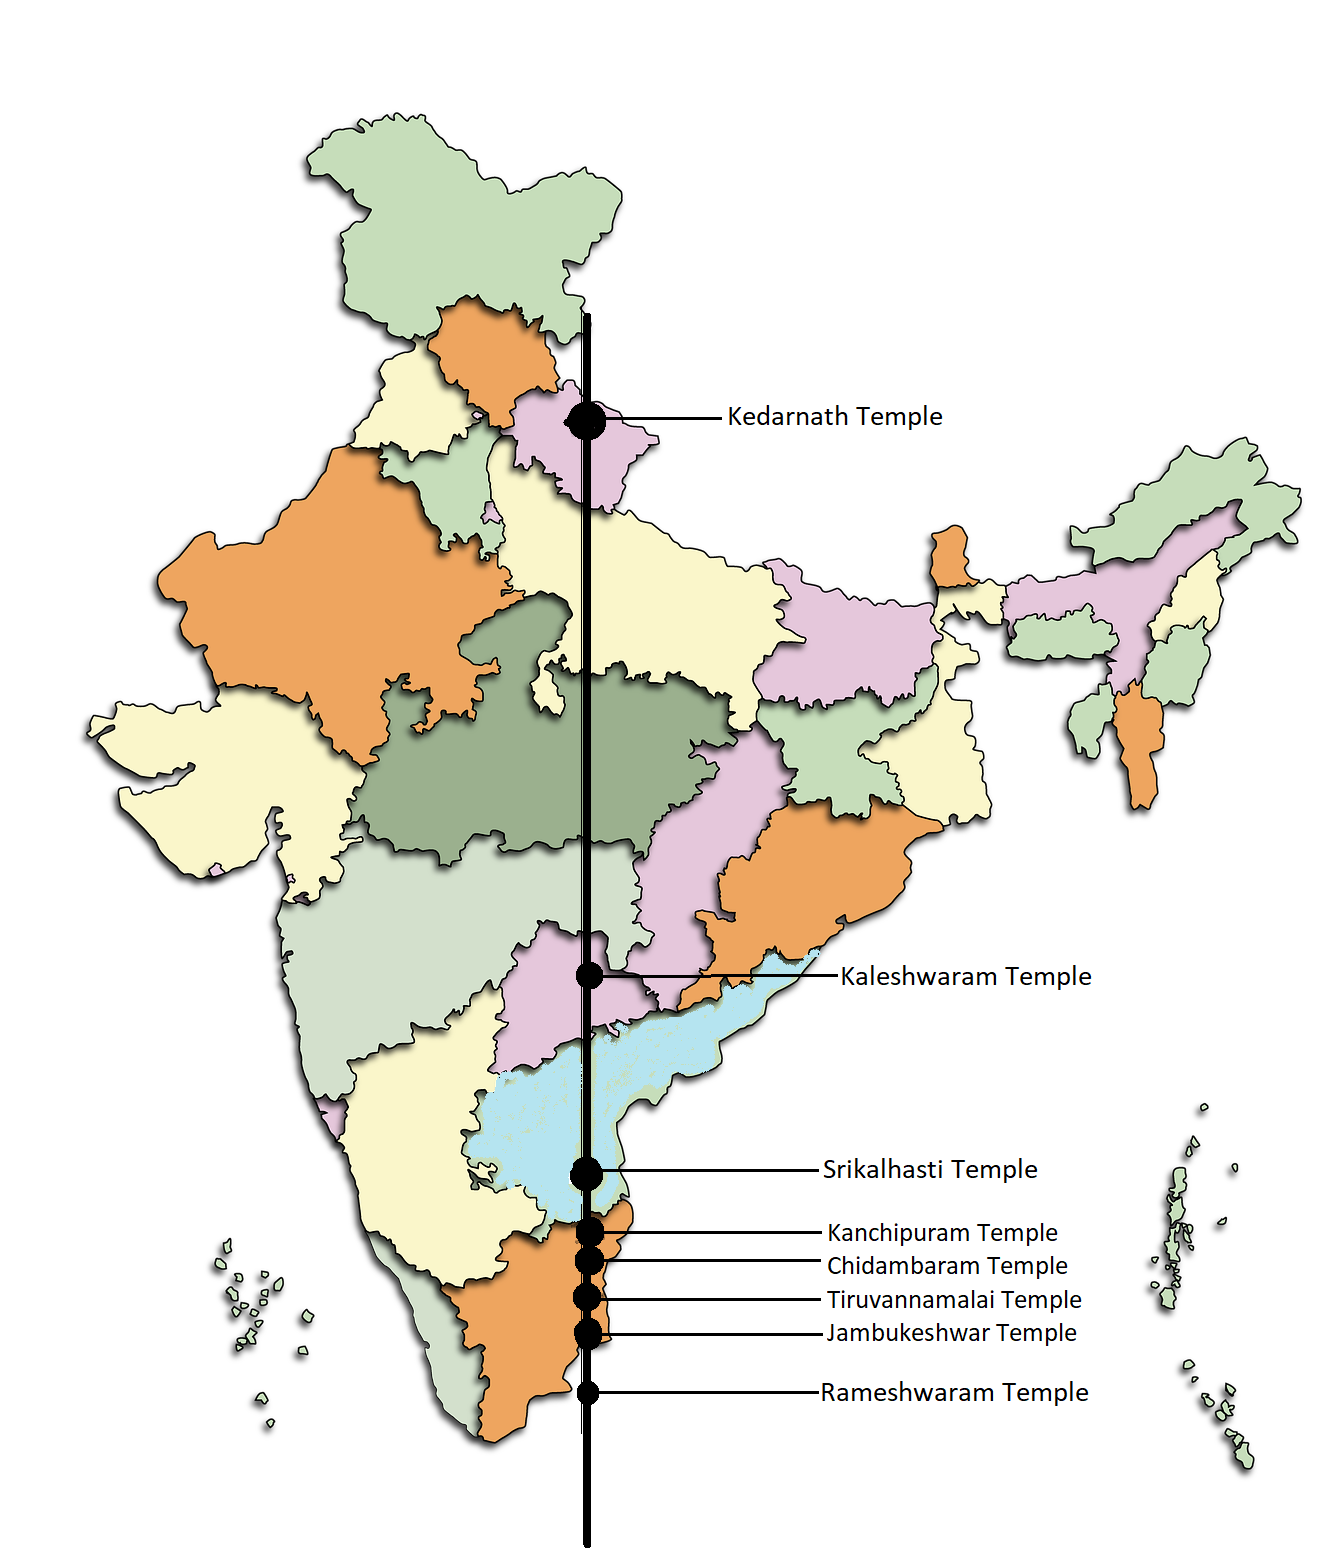 Kedarnath Temple
Kaleshwaram Temple
Srikalhasti Temple
Kanchipuram Temple
Chidambaram Temple
Tiruvannamalai Temple
Jambukeshwar Temple
Rameshwaram Temple